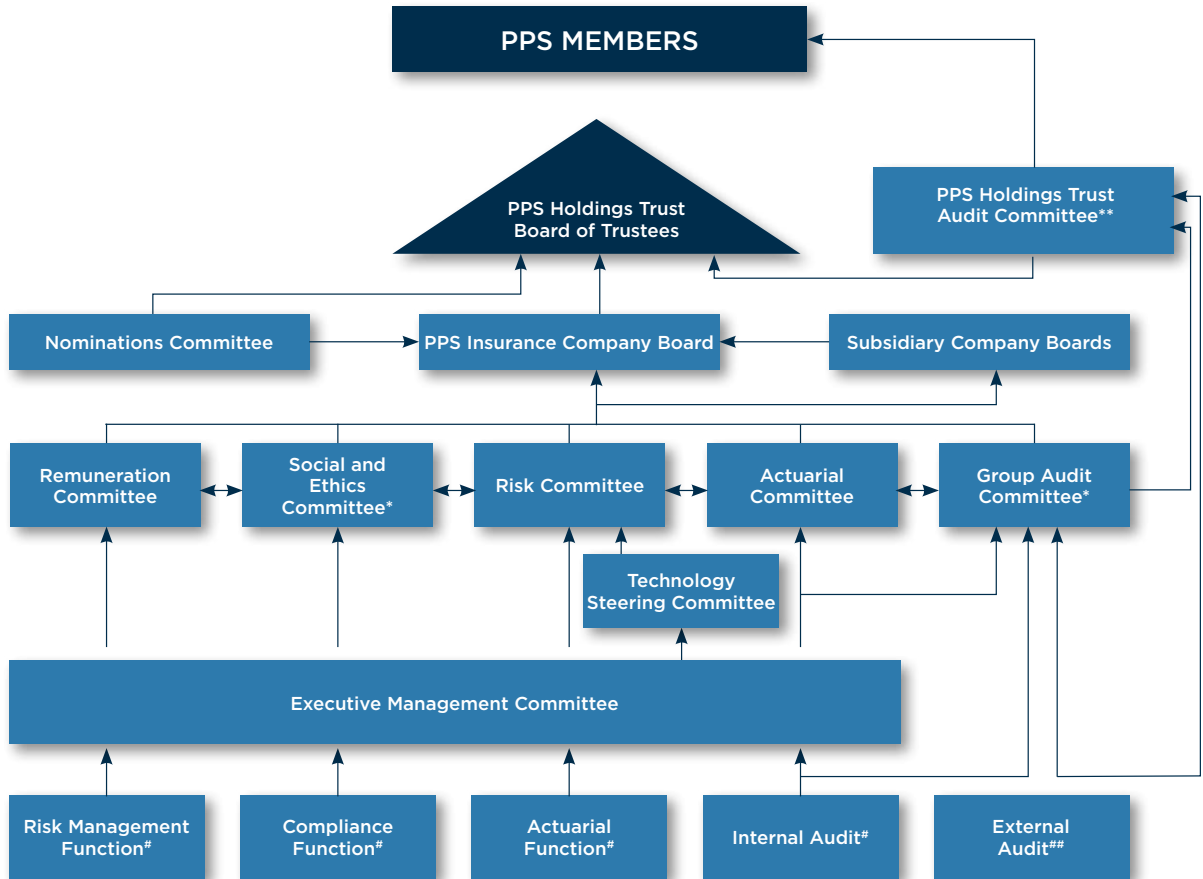 PPS MEMBERS
PPS Holdings Trust
Board of Trustees
PPS Holdings Trust
Audit Committee**
Nominations Committee
PPS Insurance Company Board
Subsidiary Company Boards
Remuneration
Committee
Social and
Ethics
Committee*
Risk Committee
Actuarial
Committee
Group Audit
Committee*
Technology
Steering Committee
Executive Management Committee
Risk Management
Function#
Compliance
Function#
Actuarial
Function#
Internal Audit#
External
Audit##